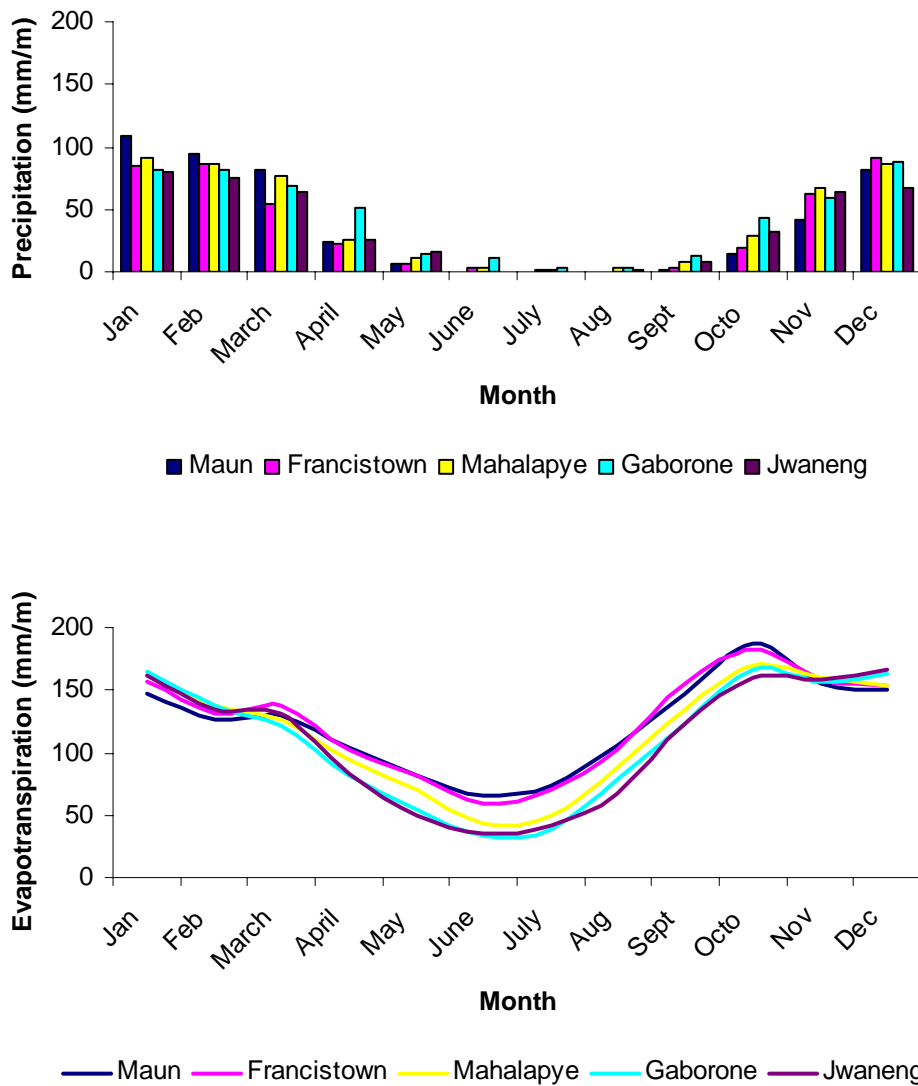 Precipitation (mm/m)
200
150
100
50
0
Jan Feb March April May June July Aug Sept Octo Nov Dec
Month
Maun Francistown Mahalapye Gaborone Jwaneng
Evapotranspiration (mm/m)
200
150
100
50
0
Jan Feb March April May June July Aug Sept Octo Nov Dec
Month
Maun Francistown Mahalapye Gaborone Jwaneng